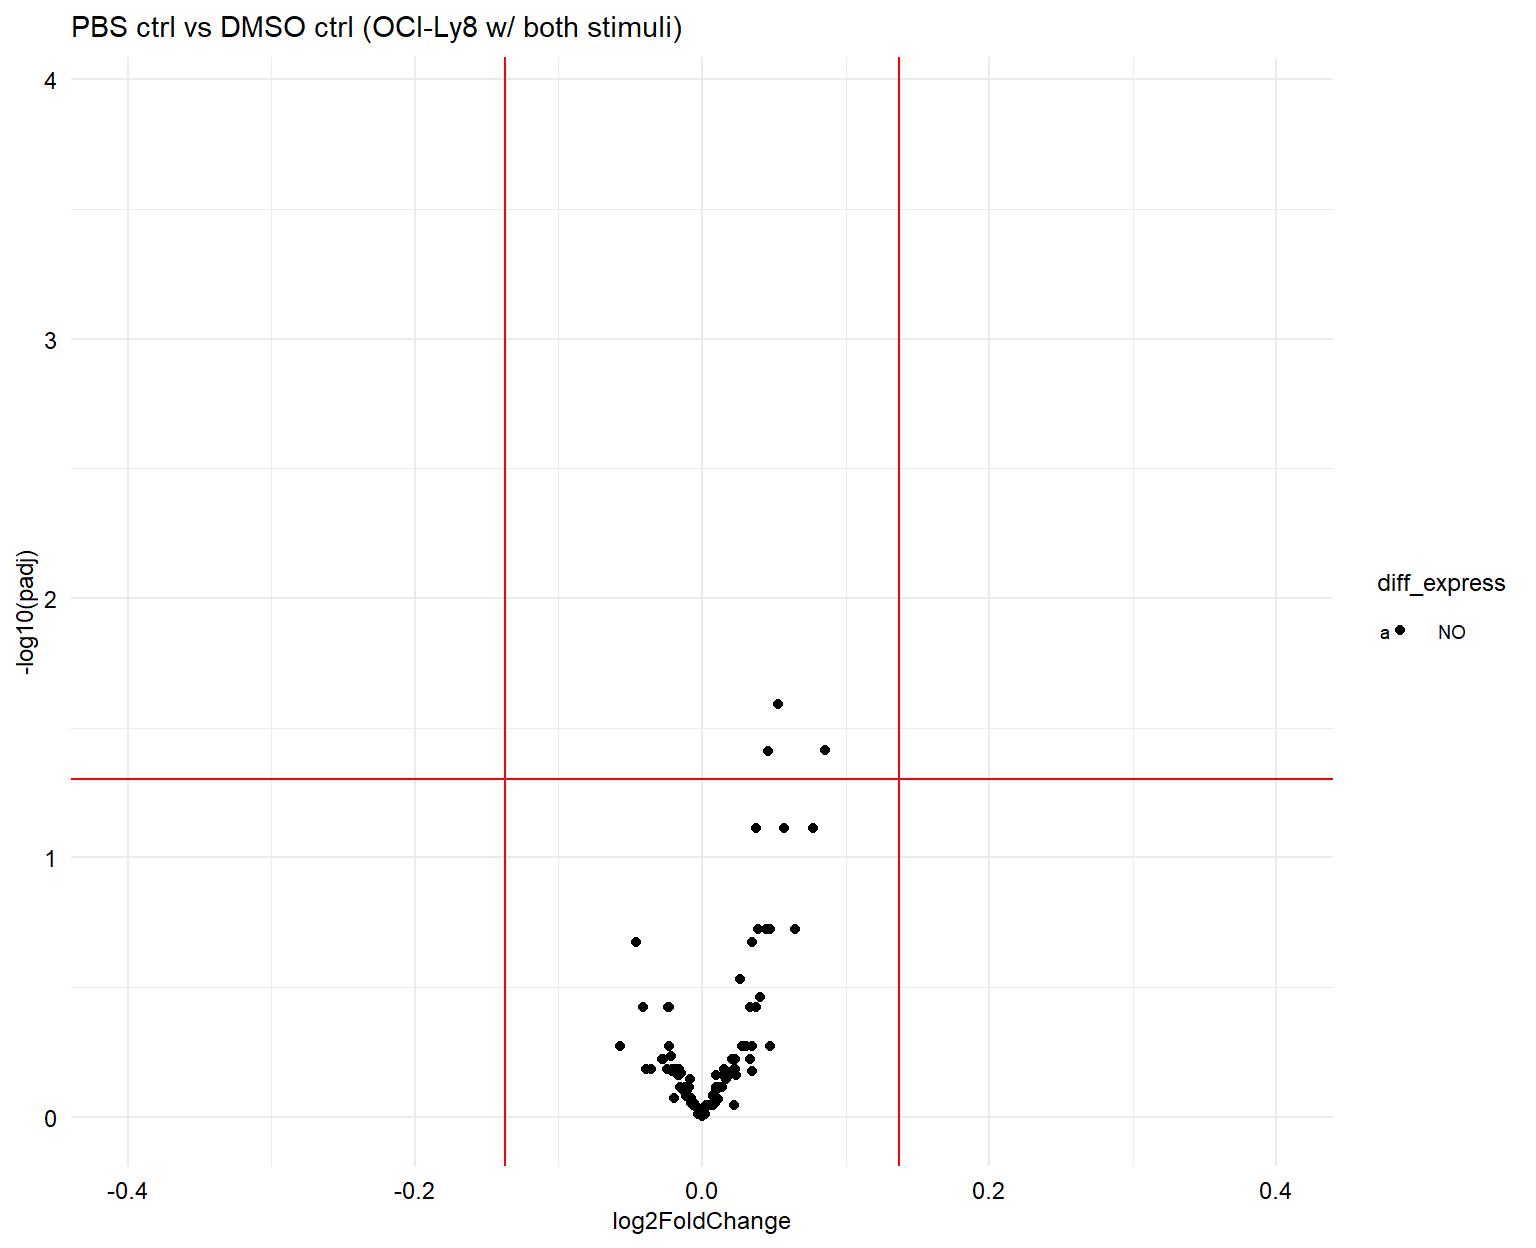 PBS ctrl vs DMSO ctrl (OCI-Ly8 w/ both stimuli)
4
3
2
1
0
-log10(padj)
-0.4
-0.2
0.0
0.2
0.4
log2FoldChange
diff_express
a NO